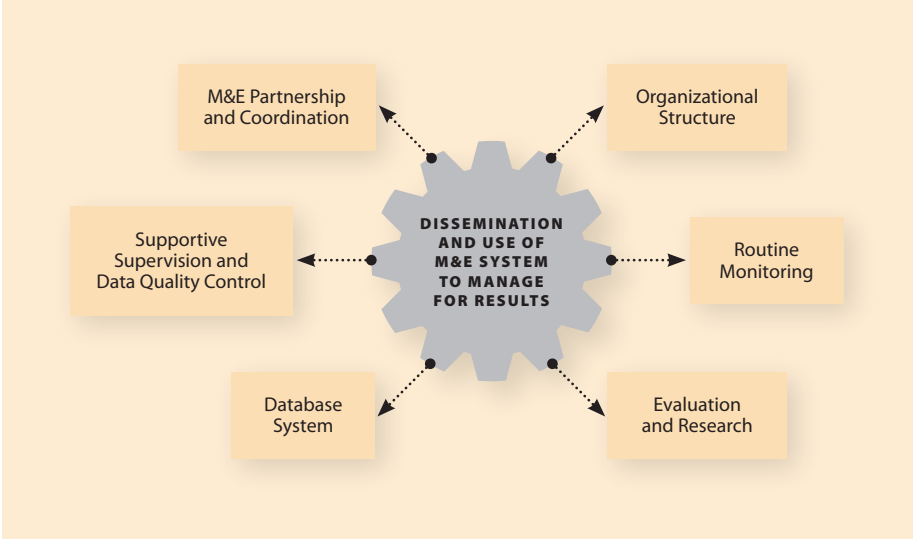 M&E Partnership
and Coordination
Organizational
Structure
Supportive
Supervision and
Data Quality Control
DISSEMINATION
AND USE OF
M&E SYSTEM
TO MANAGE
FOR RESULTS
Routine
Monitoring
Database
System
Evaluation
and Research